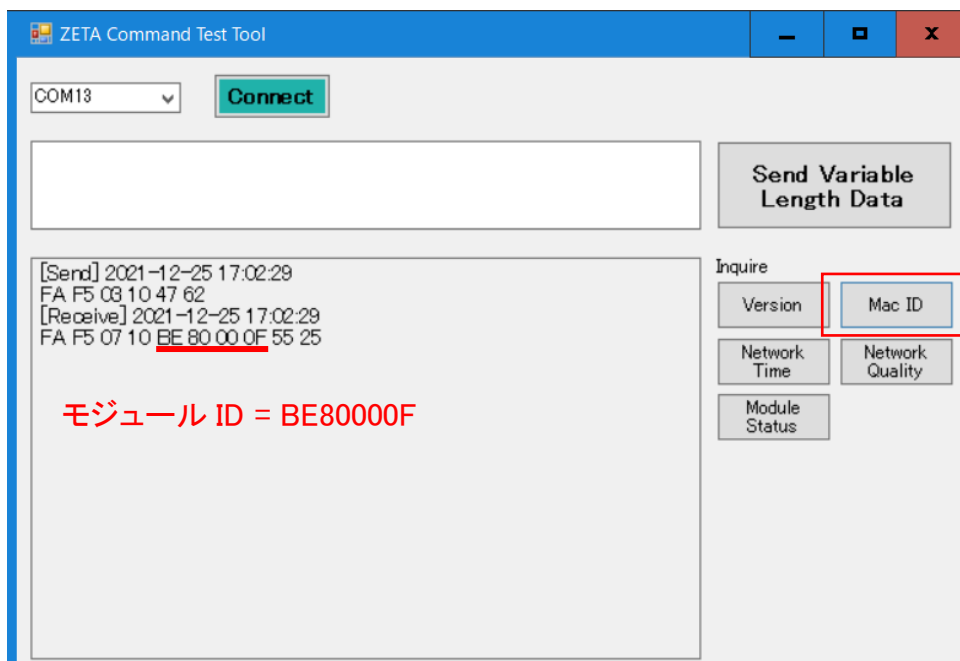 ZETA Command Test Tool
COM13
Connect
Send Variable
Length Data
[Send] 2021-12-25 17:02:29
FA F5 03 10 47 62
[Receive] 2021-12-25 17:02:29
FA F5 07 10 BE 80 00 0F 55 25
モジュール ID = BE80000F
Inquire
Version
Mac ID
Network
Time
Network
Quality
Module
Status